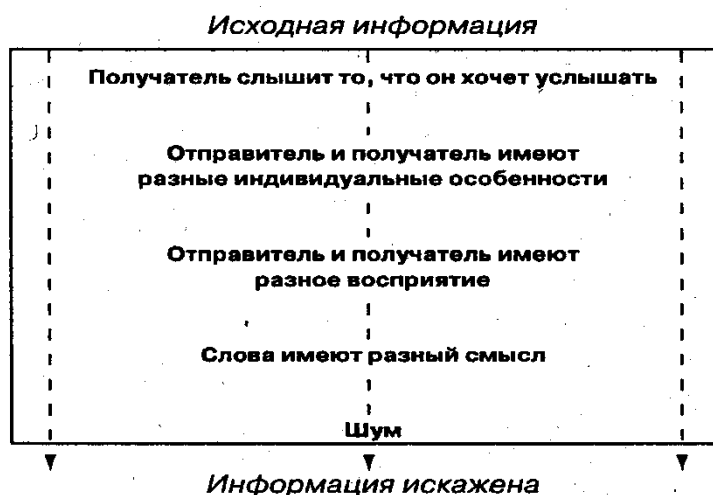 Исходная информация
Получатель слышит то, что он хочет услышать
Отправитель и получатель имеют
разные индивидуальные особенности
Отправитель и получатель имеют
разное восприятие
Слова имеют разный смысл
Шум
Информация искажена